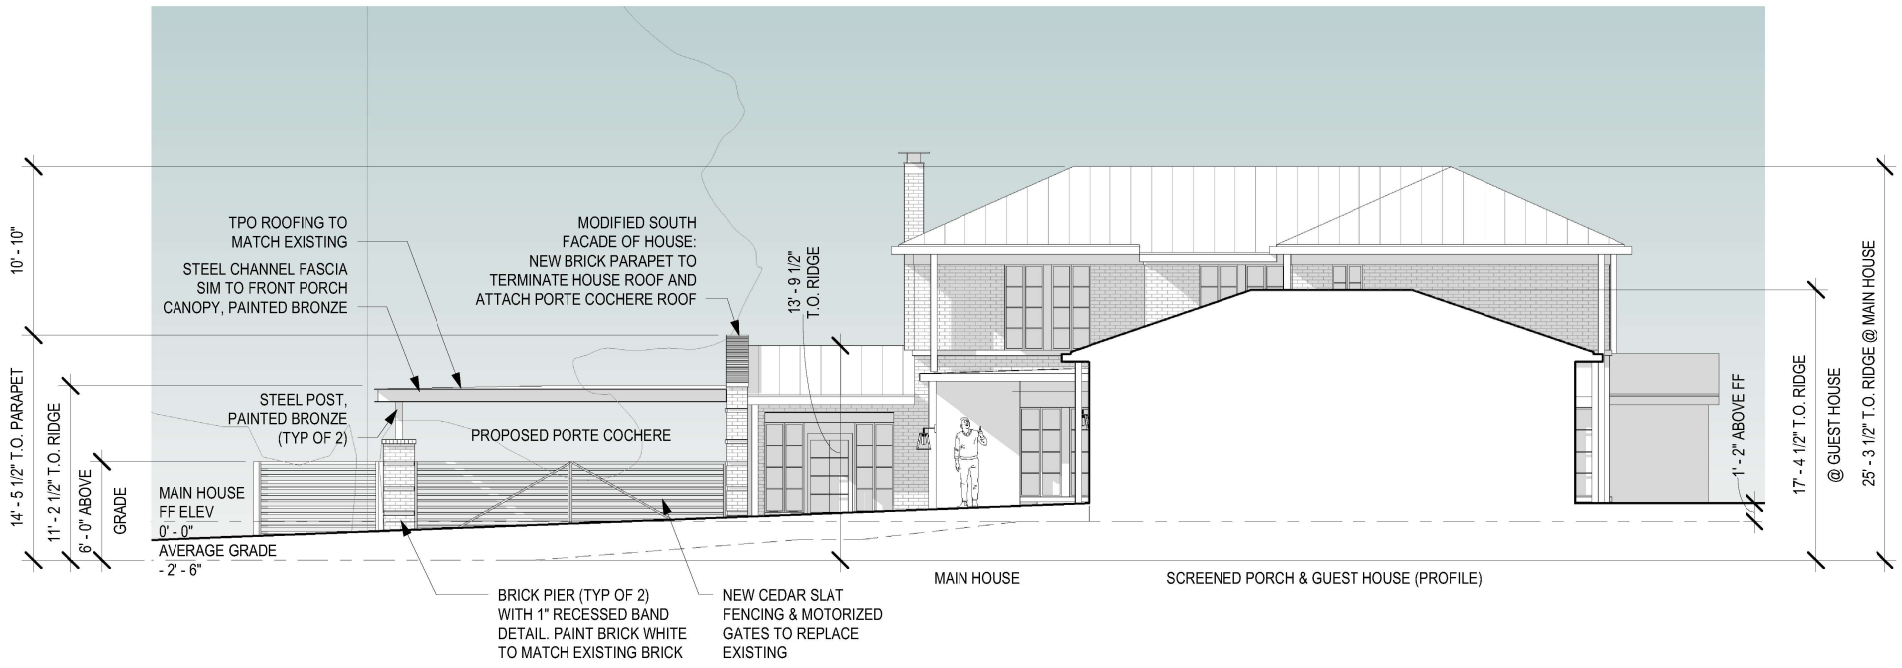 TPO ROOFING TO
MATCH EXISTING
STEEL CHANNEL FASCIA
SIM TO FRONT PORCH
CANOPY, PAINTED BRONZE
STEEL POST,
PAINTED BRONZE
(TYP OF 2)
MODIFIED SOUTH
FACADE OF HOUSE:
NEW BRICK PARAPET TO
TERMINATE HOUSE ROOF AND
ATTACH PORTE COCHERE ROOF
PROPOSED PORTE COCHERE
13' - 9 1/2"
T.O. RIDGE
10' - 10"
14' - 5 1/2" T.O. PARAPET
11' - 2 1/2" T.O. RIDGE
6' - 0" ABOVE
GRADE
MAIN HOUSE
FF ELEV
0' - 0"
AVERAGE GRADE
- 2' - 6"
BRICK PIER (TYP OF 2)
WITH 1" RECESSED BAND
DETAIL. PAINT BRICK WHITE
TO MATCH EXISTING BRICK
NEW CEDAR SLAT
FENCING & MOTORIZED
GATES TO REPLACE
EXISTING
MAIN HOUSE
SCREENED PORCH & GUEST HOUSE (PROFILE)
1' - 2" ABOVE FF
17' - 4 1/2" T.O. RIDGE
@ GUEST HOUSE
25' - 3 1/2" T.O. RIDGE @ MAIN HOUSE